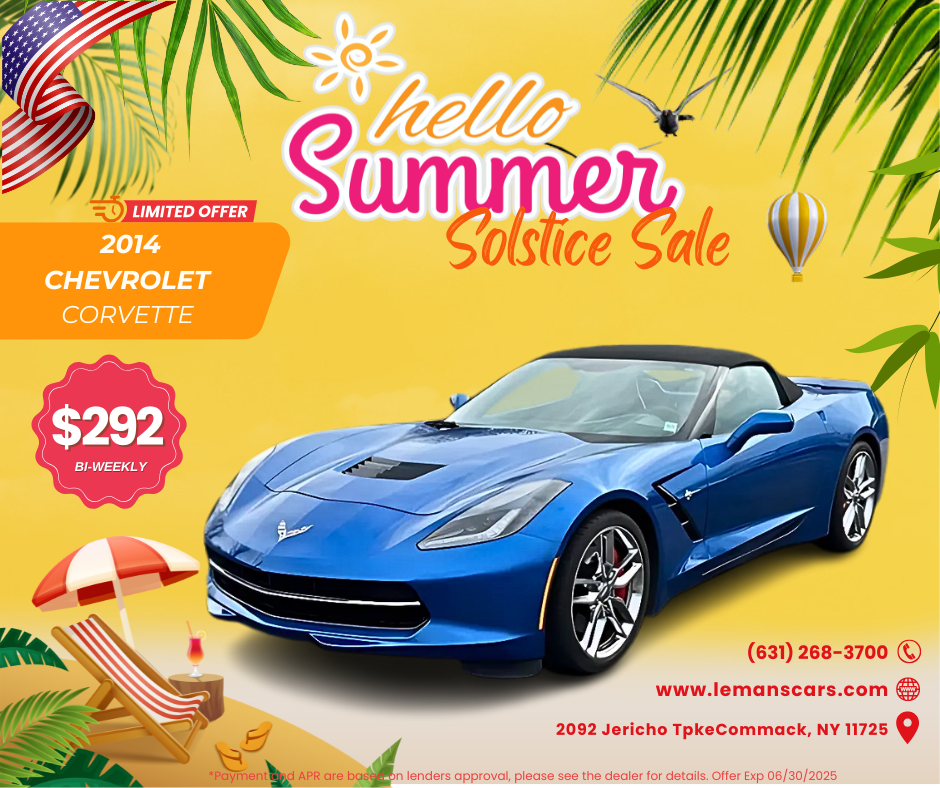 hello
Summer
Solstice Sale
LIMITED OFFER
2014
CHEVROLET
CORVETTE
$292
BI-WEEKLY
(631) 268-3700
www.lemanscars.com
2092 Jericho TpkeCommack, NY 11725
*Payment and APR are based on lenders approval, please see the dealer for details. Offer Exp 06/30/2025